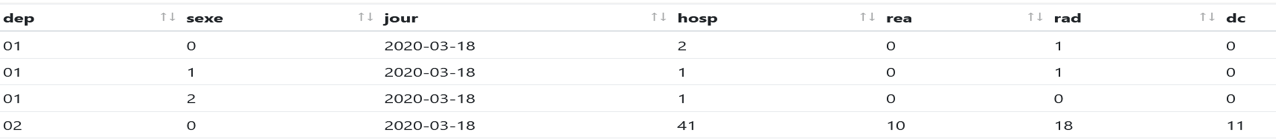 dep ↑↓ sexe ↑↓ jour ↑↓ hosp ↑↓ rea ↑↓ rad ↑↓ dc
01 0 2020-03-18 2 0 1 0
01 1 2020-03-18 1 0 1 0
01 2 2020-03-18 1 0 0 0
02 0 2020-03-18 41 10 18 11